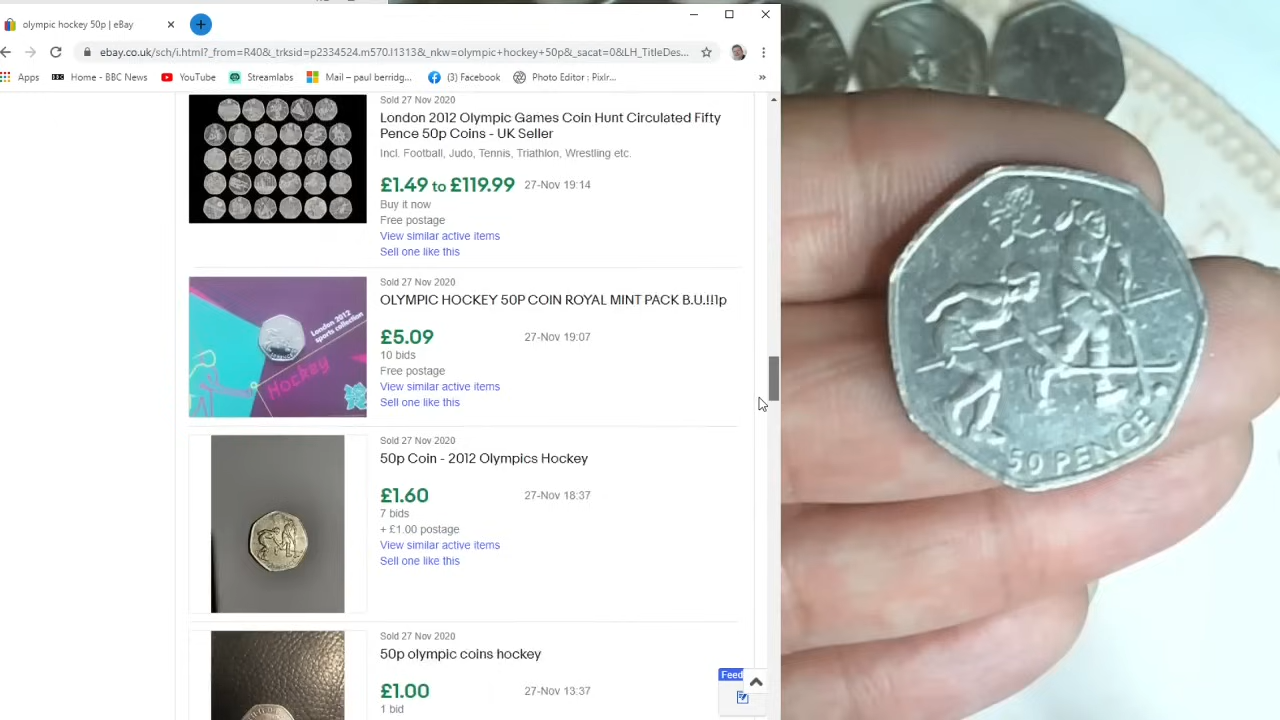 olympic hockey 50p | eBay
ebay.co.uk/sch/i.html?_from=R40&_trksid=p2334524.m570.l1313&_nkw=olympic+hockey+50p&_sacat=0&LH_TitleDes...
Apps
Home - BBC News
YouTube
Streamlabs
Mail – paul berridg...
(3) Facebook
Photo Editor : Pixlr...
»
Sold 27 Nov 2020
London 2012 Olympic Games Coin Hunt Circulated Fifty
Pence 50p Coins - UK Seller
Incl. Football, Judo, Tennis, Triathlon, Wrestling etc.
£1.49 to £119.99
27-Nov 19:14
Buy it now
Free postage
View similar active items
Sell one like this
London 2012
sports collection
Hockey
Sold 27 Nov 2020
OLYMPIC HOCKEY 50P COIN ROYAL MINT PACK B.U.!!1p
£5.09
27-Nov 19:07
10 bids
Free postage
View similar active items
Sell one like this
Sold 27 Nov 2020
50p Coin - 2012 Olympics Hockey
£1.60
27-Nov 18:37
7 bids
+ £1.00 postage
View similar active items
Sell one like this
Sold 27 Nov 2020
50p olympic coins hockey
£1.00
27-Nov 13:37
1 bid
Feed
50 PENCE